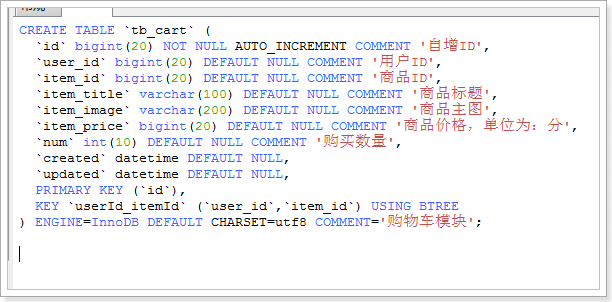 CREATE TABLE `tb_cart` (
`id` bigint(20) NOT NULL AUTO_INCREMENT COMMENT '自增ID',
`user_id` bigint(20) DEFAULT NULL COMMENT '用户ID',
`item_id` bigint(20) DEFAULT NULL COMMENT '商品ID',
`item_title` varchar(100) DEFAULT NULL COMMENT '商品标题',
`item_image` varchar(200) DEFAULT NULL COMMENT '商品主图',
`item_price` bigint(20) DEFAULT NULL COMMENT '商品价格，单位为：分',
`num` int(10) DEFAULT NULL COMMENT '购买数量',
`created` datetime DEFAULT NULL,
`updated` datetime DEFAULT NULL,
PRIMARY KEY (`id`),
KEY `userId_itemId` (`user_id`,`item_id`) USING BTREE
) ENGINE=InnoDB DEFAULT CHARSET=utf8 COMMENT='购物车模块';